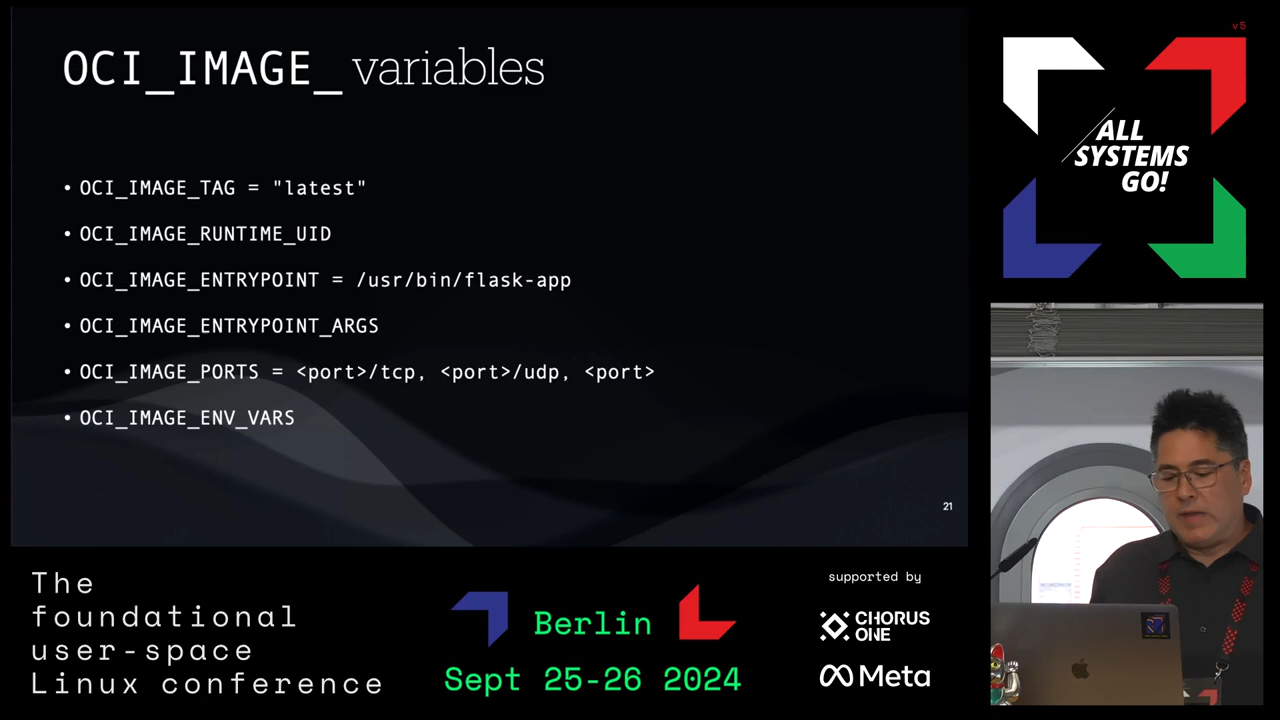 OCI_IMAGE_ variables
• OCI_IMAGE_TAG = "latest"
• OCI_IMAGE_RUNTIME_UID
• OCI_IMAGE_ENTRYPOINT = /usr/bin/flask-app
• OCI_IMAGE_ENTRYPOINT_ARGS
• OCI_IMAGE_PORTS = <port>/tcp, <port>/udp, <port>
• OCI_IMAGE_ENV_VARS
21
v5
ALL
SYSTEMS
GO!
The
foundational
user-space
Linux conference
Berlin
Sept 25-26 2024
supported by
CHORUS
ONE
Meta